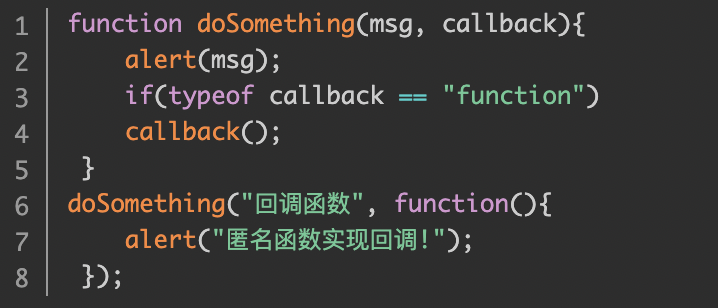 1 function doSomething(msg, callback){
2     alert(msg);
3     if(typeof callback == "function")
4     callback();
5  }
6 doSomething("回调函数", function(){
7     alert("匿名函数实现回调!");
8  });